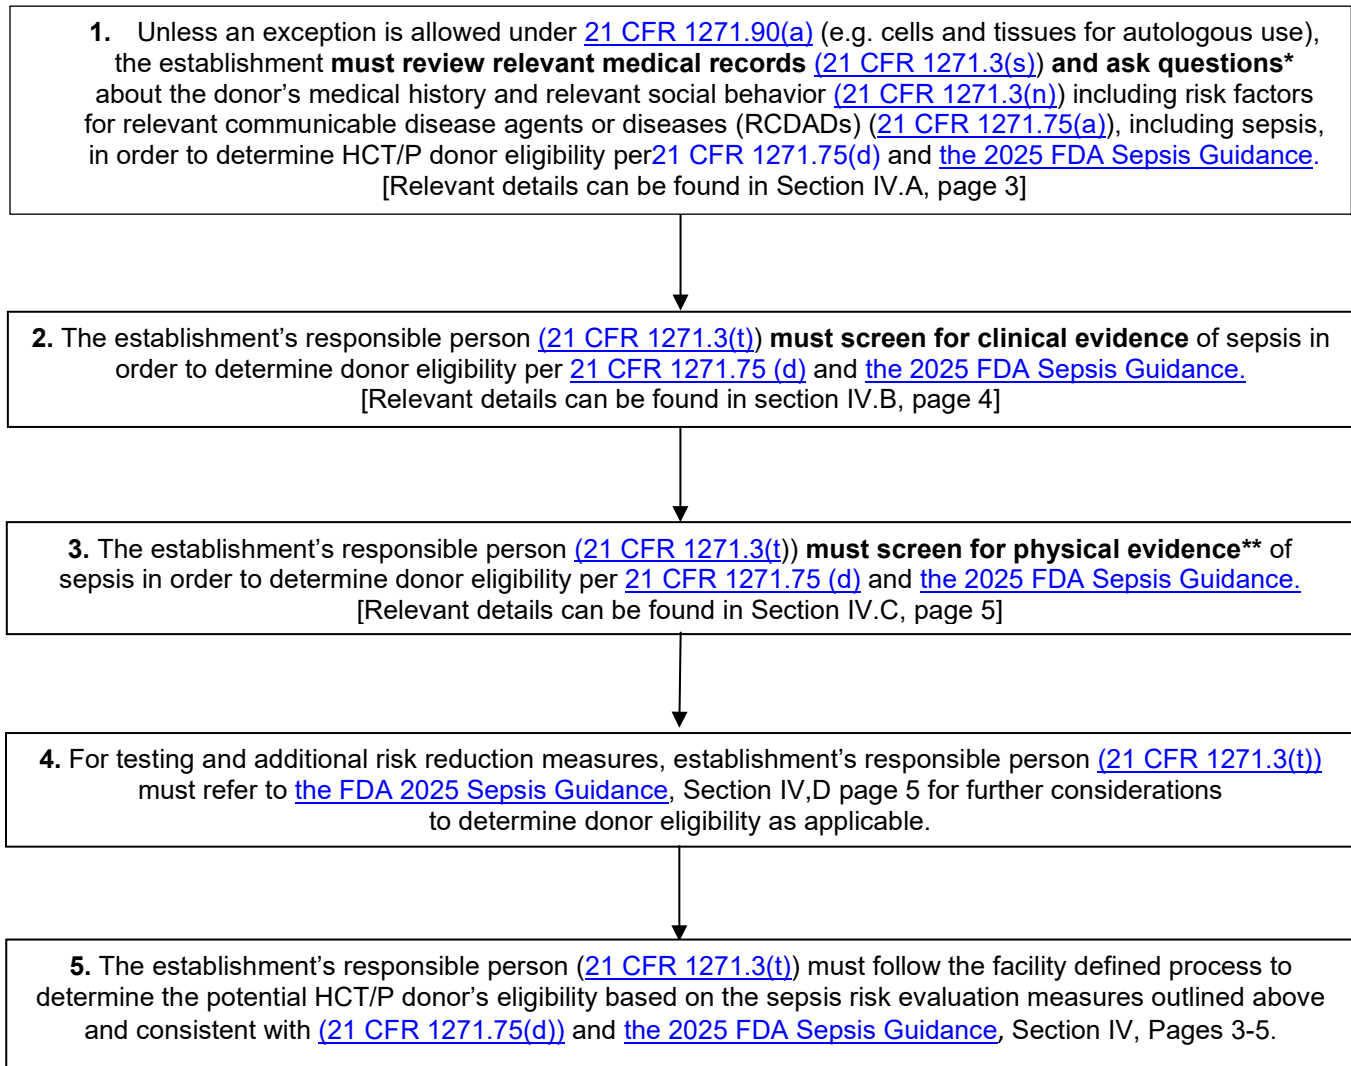 1. Unless an exception is allowed under 21 CFR 1271.90(a) (e.g. cells and tissues for autologous use),
the establishment must review relevant medical records (21 CFR 1271.3(s)) and ask questions*
about the donor's medical history and relevant social behavior (21 CFR 1271.3(n)) including risk factors
for relevant communicable disease agents or diseases (RCDADs) (21 CFR 1271.75(a)), including sepsis,
in order to determine HCT/P donor eligibility per21 CFR 1271.75(d) and the 2025 FDA Sepsis Guidance.
[Relevant details can be found in Section IV.A, page 3]
2. The establishment's responsible person (21 CFR 1271.3(t)) must screen for clinical evidence of sepsis in
order to determine donor eligibility per 21 CFR 1271.75 (d) and the 2025 FDA Sepsis Guidance.
[Relevant details can be found in section IV.B, page 4]
3. The establishment's responsible person (21 CFR 1271.3(t)) must screen for physical evidence** of
sepsis in order to determine donor eligibility per 21 CFR 1271.75 (d) and the 2025 FDA Sepsis Guidance.
[Relevant details can be found in Section IV.C, page 5]
4. For testing and additional risk reduction measures, establishment's responsible person (21 CFR 1271.3(t))
must refer to the FDA 2025 Sepsis Guidance, Section IV,D page 5 for further considerations
to determine donor eligibility as applicable.
5. The establishment's responsible person (21 CFR 1271.3(t)) must follow the facility defined process to
determine the potential HCT/P donor's eligibility based on the sepsis risk evaluation measures outlined above
and consistent with (21 CFR 1271.75(d)) and the 2025 FDA Sepsis Guidance, Section IV, Pages 3-5.